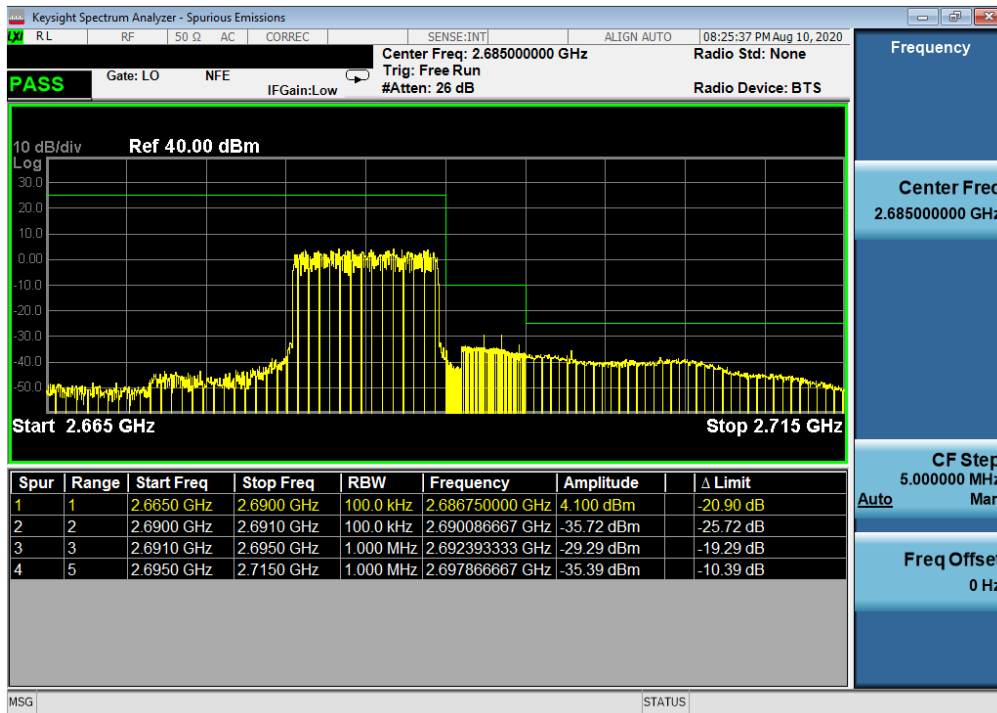 Keysight Spectrum Analyzer - Spurious Emissions
LXI RL RF 50 Ω AC CORREC SENSE:INT ALIGN AUTO 08:25:37 PM Aug 10, 2020
Center Freq: 2.685000000 GHz Radio Std: None
Trig: Free Run
PASS Gate: LO NFE IFGain:Low #Atten: 26 dB Radio Device: BTS
10 dB/div Ref 40.00 dBm
Log
30.0
20.0
10.0
0.00
-10.0
-20.0
-30.0
-40.0
-50.0
Start 2.665 GHz Stop 2.715 GHz
Spur Range Start Freq Stop Freq RBW Frequency Amplitude Δ Limit
1 1 2.6650 GHz 2.6900 GHz 100.0 kHz 2.686750000 GHz 4.100 dBm -20.90 dB
2 2 2.6900 GHz 2.6910 GHz 100.0 kHz 2.690086667 GHz -35.72 dBm -25.72 dB
3 3 2.6910 GHz 2.6950 GHz 1.000 MHz 2.692393333 GHz -29.29 dBm -19.29 dB
4 5 2.6950 GHz 2.7150 GHz 1.000 MHz 2.697866667 GHz -35.39 dBm -10.39 dB
Frequency
Center Freq
2.685000000 GHz
CF Step
5.000000 MHz
Auto Man
Freq Offset
0 Hz
MSG STATUS